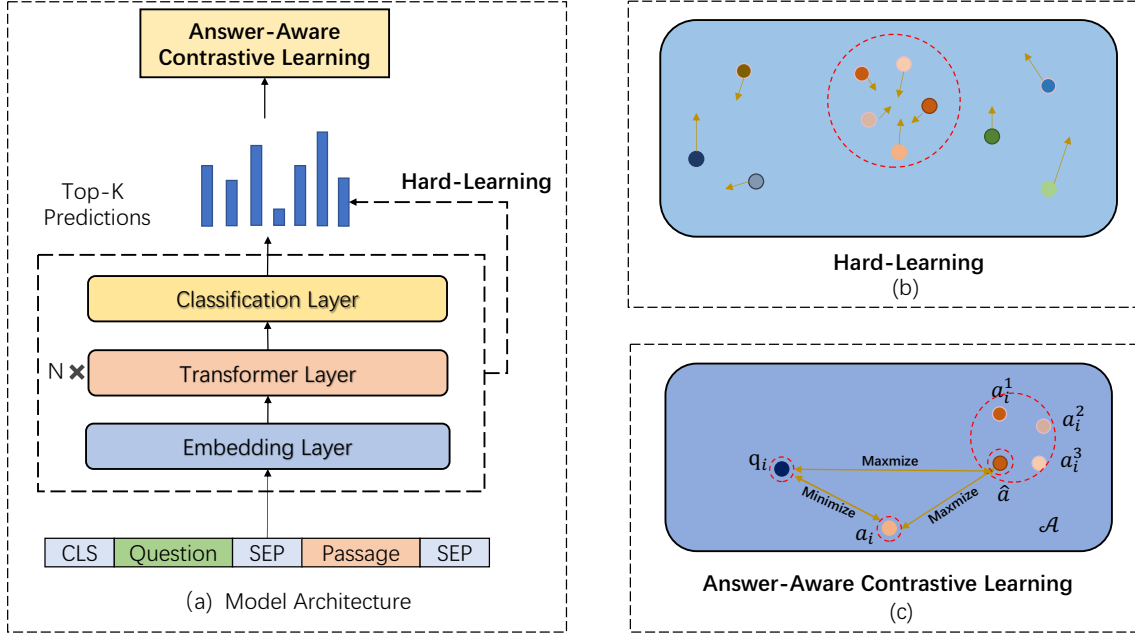 Answer-Aware
Contrastive Learning
Top-K
Predictions
Hard-Learning
Classification Layer
N ×
Transformer Layer
Embedding Layer
CLS Question SEP Passage SEP
(a) Model Architecture
Hard-Learning
(b)
a_i^1
a_i^2
q_i
Maxmize
a_i^3
Minimize
Maxmize
â
a_i
𝒜
Answer-Aware Contrastive Learning
(c)